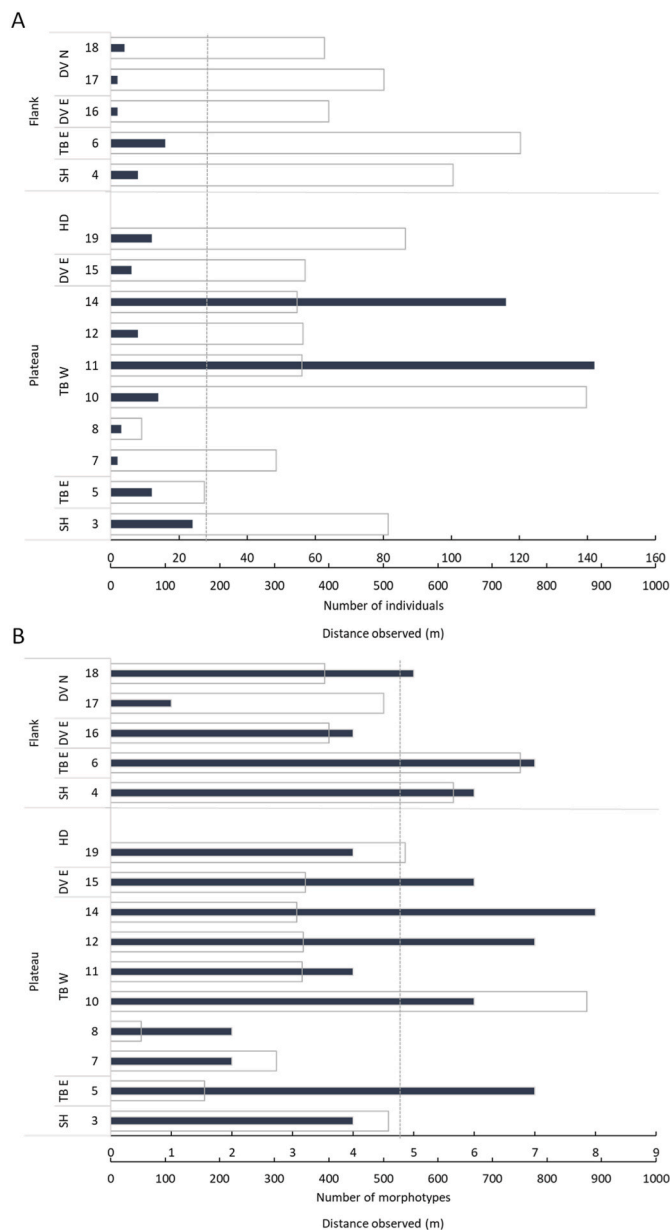 A
Flank
DV N
18
17
DV E
16
TB E
6
SH
4
Plateau
HD
19
DV E
15
TB W
14
12
11
10
8
7
TB E
5
SH
3
0 20 40 60 80 100 120 140 160
0 100 200 300 400 500 600 700 800 900 1000
Number of individuals
Distance observed (m)
B
Flank
DV N
18
17
DV E
16
TB E
6
SH
4
Plateau
HD
19
DV E
15
TB W
14
12
11
10
8
7
TB E
5
SH
3
0 1 2 3 4 5 6 7 8 9
0 100 200 300 400 500 600 700 800 900 1000
Number of morphotypes
Distance observed (m)